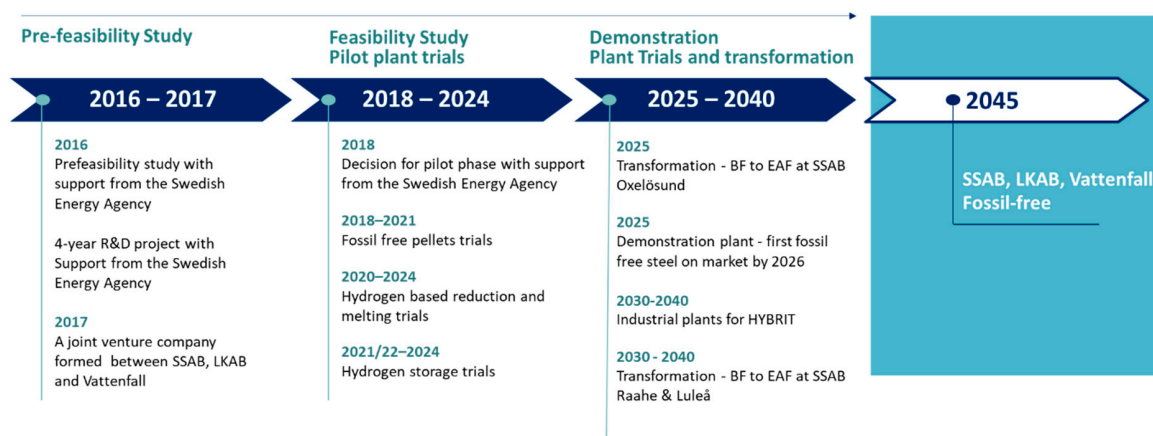 Pre-feasibility Study
2016 – 2017
2016
Prefeasibility study with
support from the Swedish
Energy Agency
4-year R&D project with
Support from the Swedish
Energy Agency
2017
A joint venture company
formed between SSAB, LKAB
and Vattenfall
Feasibility Study
Pilot plant trials
2018 – 2024
2018
Decision for pilot phase with support
from the Swedish Energy Agency
2018–2021
Fossil free pellets trials
2020–2024
Hydrogen based reduction and
melting trials
2021/22–2024
Hydrogen storage trials
Demonstration
Plant Trials and transformation
2025 – 2040
2025
Transformation - BF to EAF at SSAB
Oxelösund
2025
Demonstration plant - first fossil
free steel on market by 2026
2030-2040
Industrial plants for HYBRIT
2030 - 2040
Transformation - BF to EAF at SSAB
Raahe & Luleå
2045
SSAB, LKAB, Vattenfall
Fossil-free